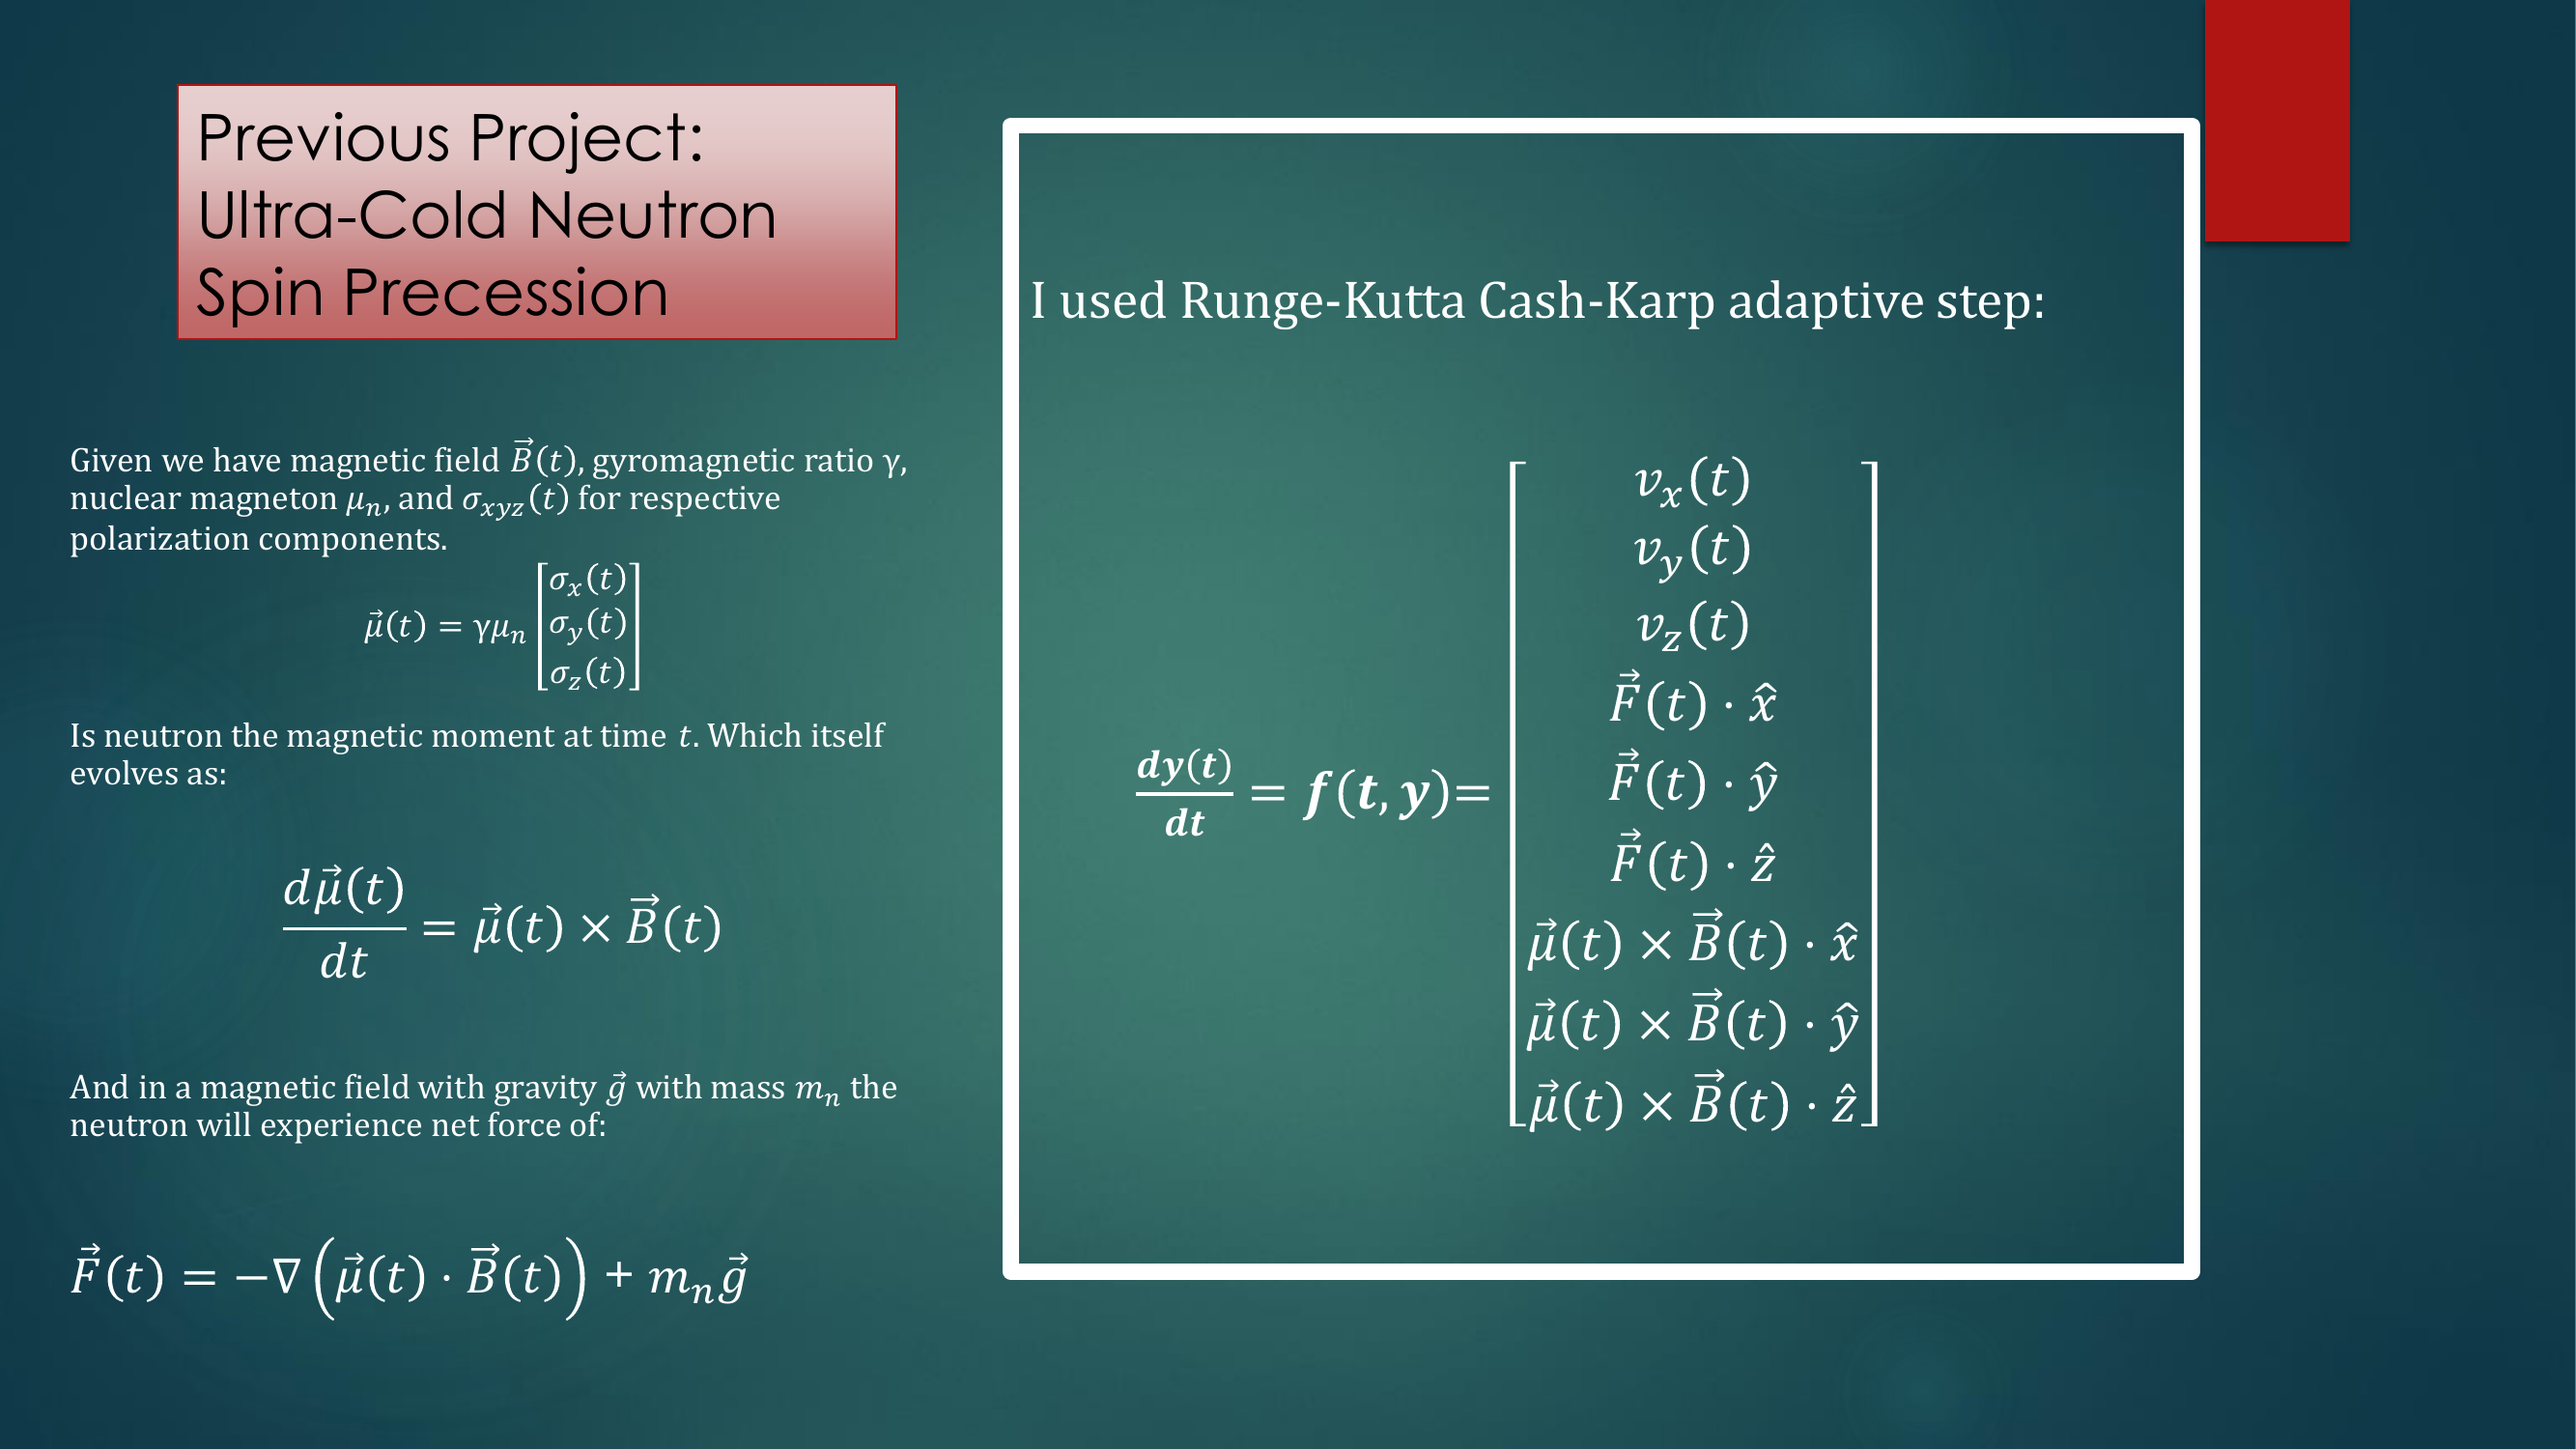 Previous Project:
Ultra-Cold Neutron
Spin Precession
Given we have magnetic field $\vec{B}(t)$, gyromagnetic ratio γ,
nuclear magneton $\mu_n$, and $\sigma_{xyz}(t)$ for respective
polarization components.
$\vec{\mu}(t) = \gamma\mu_n \begin{bmatrix} \sigma_x(t) \\ \sigma_y(t) \\ \sigma_z(t) \end{bmatrix}$
Is neutron the magnetic moment at time $t$. Which itself
evolves as:
$\frac{d\vec{\mu}(t)}{dt} = \vec{\mu}(t) \times \vec{B}(t)$
And in a magnetic field with gravity $\vec{g}$ with mass $m_n$ the
neutron will experience net force of:
$\vec{F}(t) = -\nabla\left(\vec{\mu}(t) \cdot \vec{B}(t)\right) + m_n\vec{g}$
I used Runge-Kutta Cash-Karp adaptive step:
$\frac{dy(t)}{dt} = f(t, y) = \begin{bmatrix} v_x(t) \\ v_y(t) \\ v_z(t) \\ \vec{F}(t) \cdot \hat{x} \\ \vec{F}(t) \cdot \hat{y} \\ \vec{F}(t) \cdot \hat{z} \\ \vec{\mu}(t) \times \vec{B}(t) \cdot \hat{x} \\ \vec{\mu}(t) \times \vec{B}(t) \cdot \hat{y} \\ \vec{\mu}(t) \times \vec{B}(t) \cdot \hat{z} \end{bmatrix}$